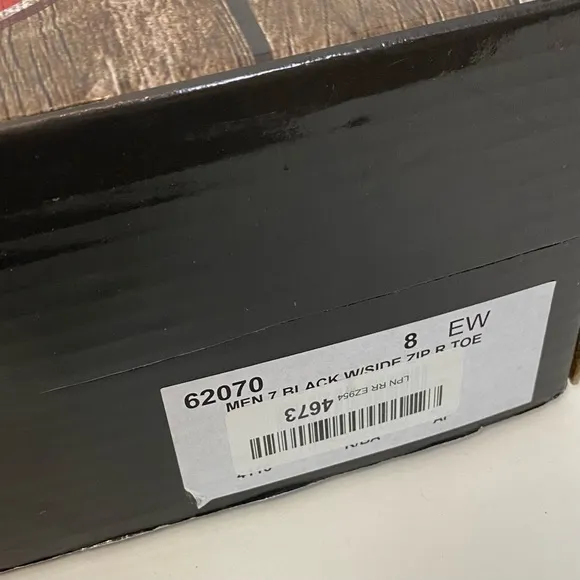 62070 8 EW
MEN 7 BLACK W/SIDE ZIP R TOE
LPN RR EZ954
4673